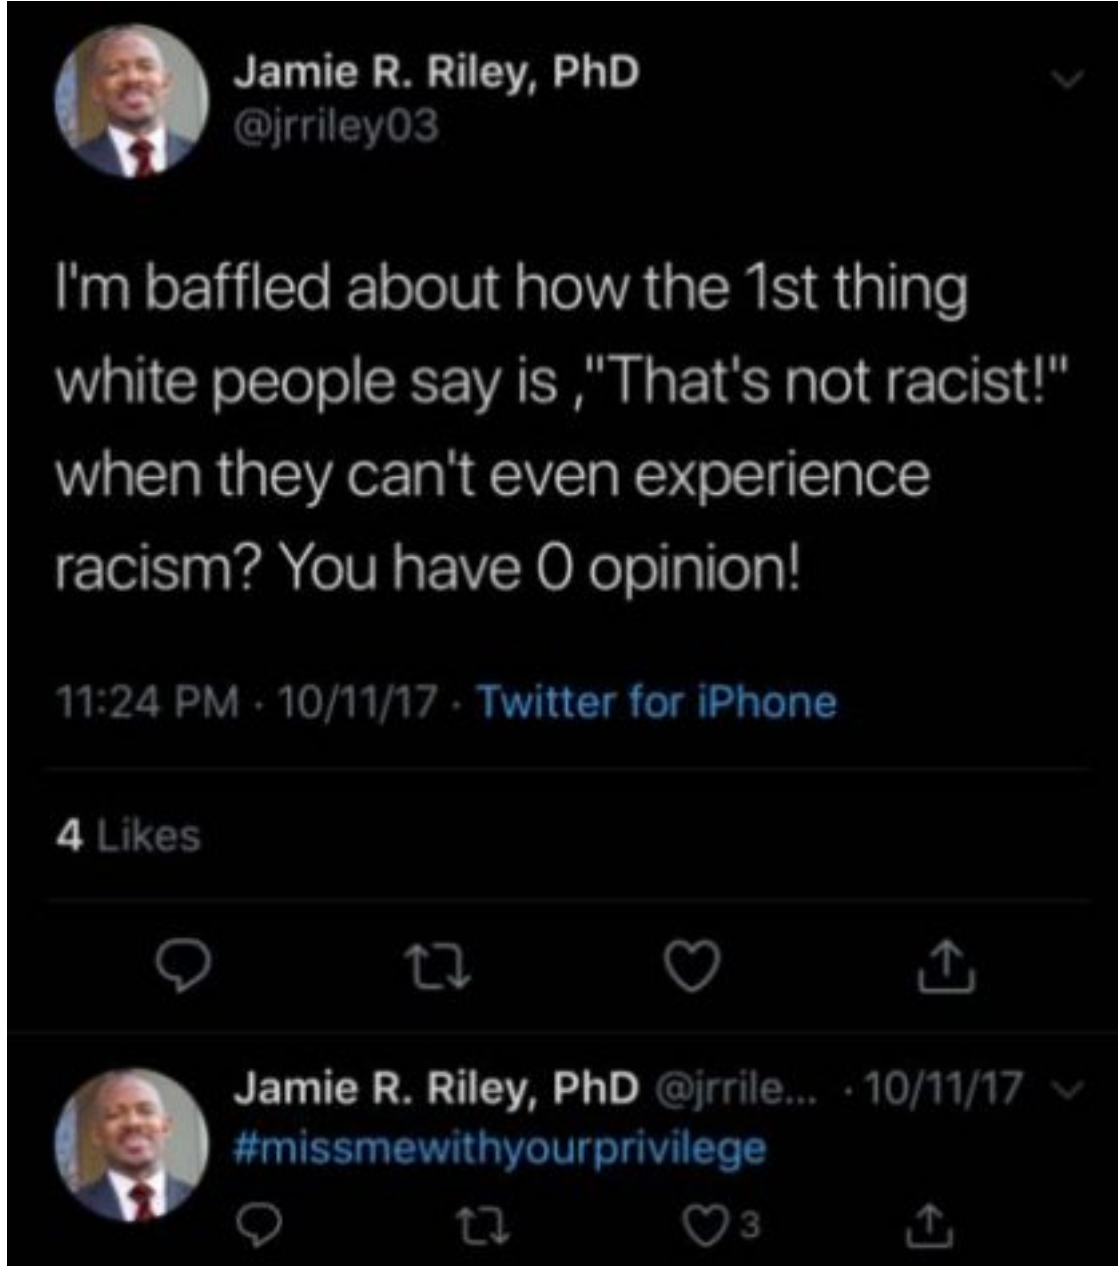 Jamie R. Riley, PhD
@jrriley03
I'm baffled about how the 1st thing
white people say is ,"That's not racist!"
when they can't even experience
racism? You have 0 opinion!
11:24 PM · 10/11/17 · Twitter for iPhone
4 Likes
Jamie R. Riley, PhD @jrrile... · 10/11/17
#missmewithyourprivilege
3